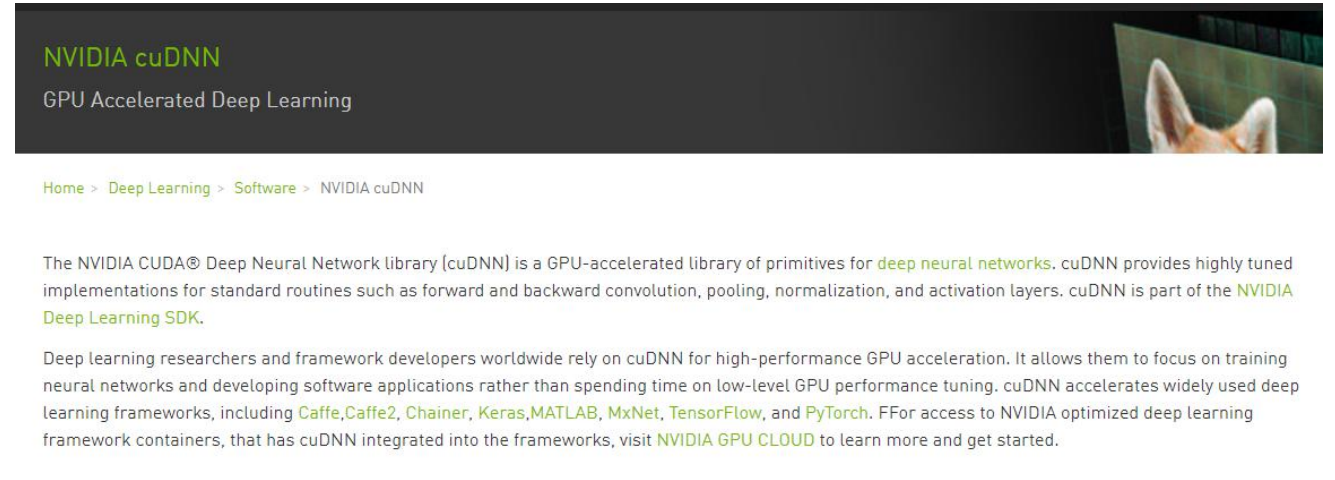 NVIDIA cuDNN
GPU Accelerated Deep Learning
Home > Deep Learning > Software > NVIDIA cuDNN
The NVIDIA CUDA® Deep Neural Network library (cuDNN) is a GPU-accelerated library of primitives for deep neural networks. cuDNN provides highly tuned
implementations for standard routines such as forward and backward convolution, pooling, normalization, and activation layers. cuDNN is part of the NVIDIA
Deep Learning SDK.
Deep learning researchers and framework developers worldwide rely on cuDNN for high-performance GPU acceleration. It allows them to focus on training
neural networks and developing software applications rather than spending time on low-level GPU performance tuning. cuDNN accelerates widely used deep
learning frameworks, including Caffe,Caffe2, Chainer, Keras,MATLAB, MxNet, TensorFlow, and PyTorch. FFor access to NVIDIA optimized deep learning
framework containers, that has cuDNN integrated into the frameworks, visit NVIDIA GPU CLOUD to learn more and get started.